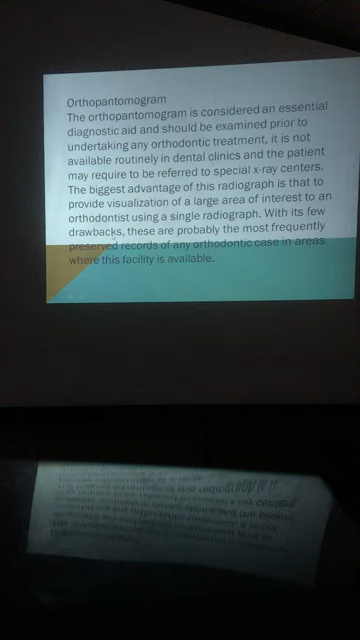 Orthopantomogram
The orthopantomogram is considered an essential
diagnostic aid and should be examined prior to
undertaking any orthodontic treatment, it is not
available routinely in dental clinics and the patient
may require to be referred to special x-ray centers.
The biggest advantage of this radiograph is that to
provide visualization of a large area of interest to an
orthodontist using a single radiograph. With its few
drawbacks, these are probably the most frequently
preserved records of any orthodontic case in areas
where this facility is available.